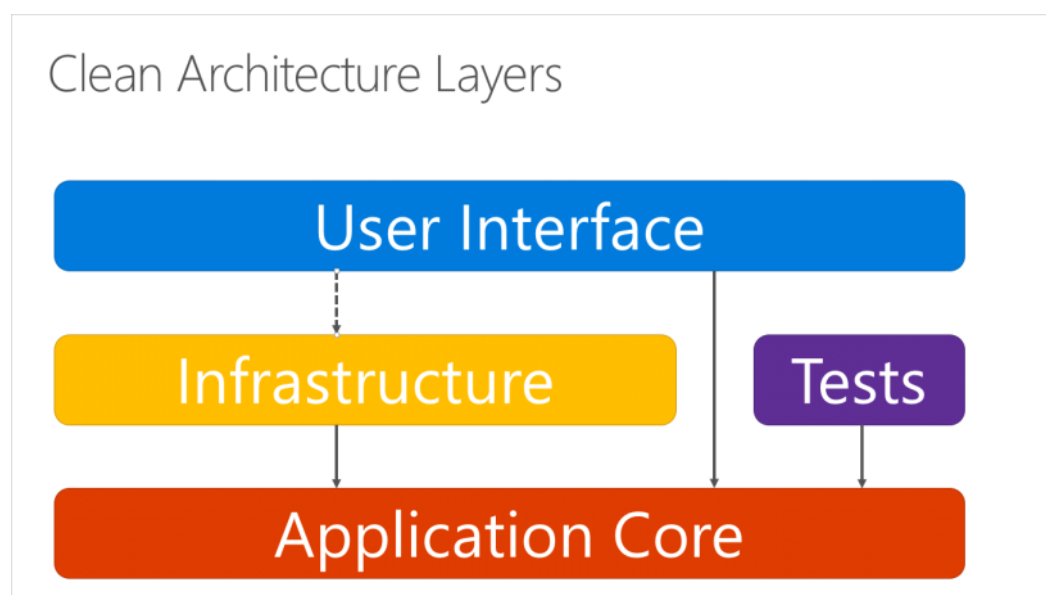 Clean Architecture Layers
User Interface
Infrastructure
Tests
Application Core